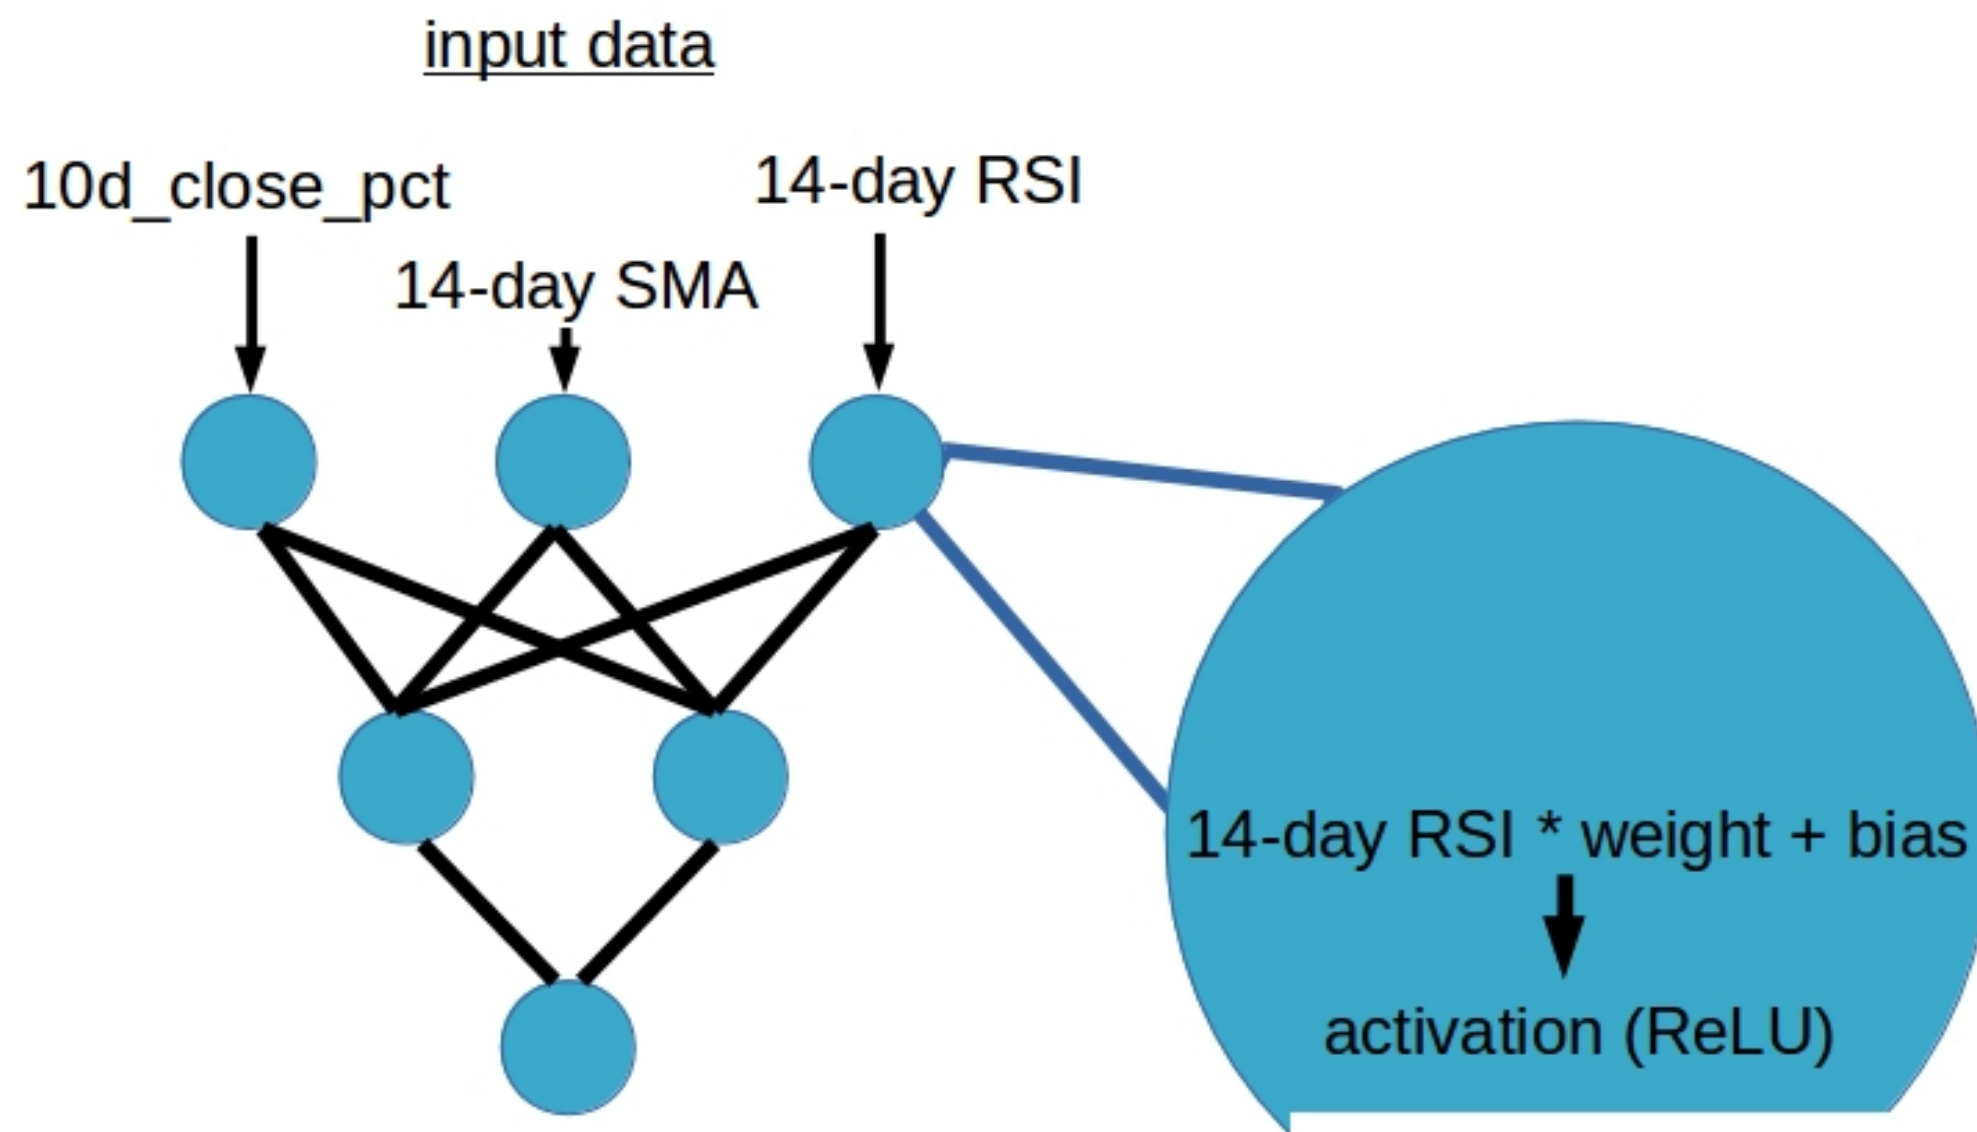 input data
10d_close_pct
14-day RSI
14-day SMA
14-day RSI * weight + bias
activation (ReLU)